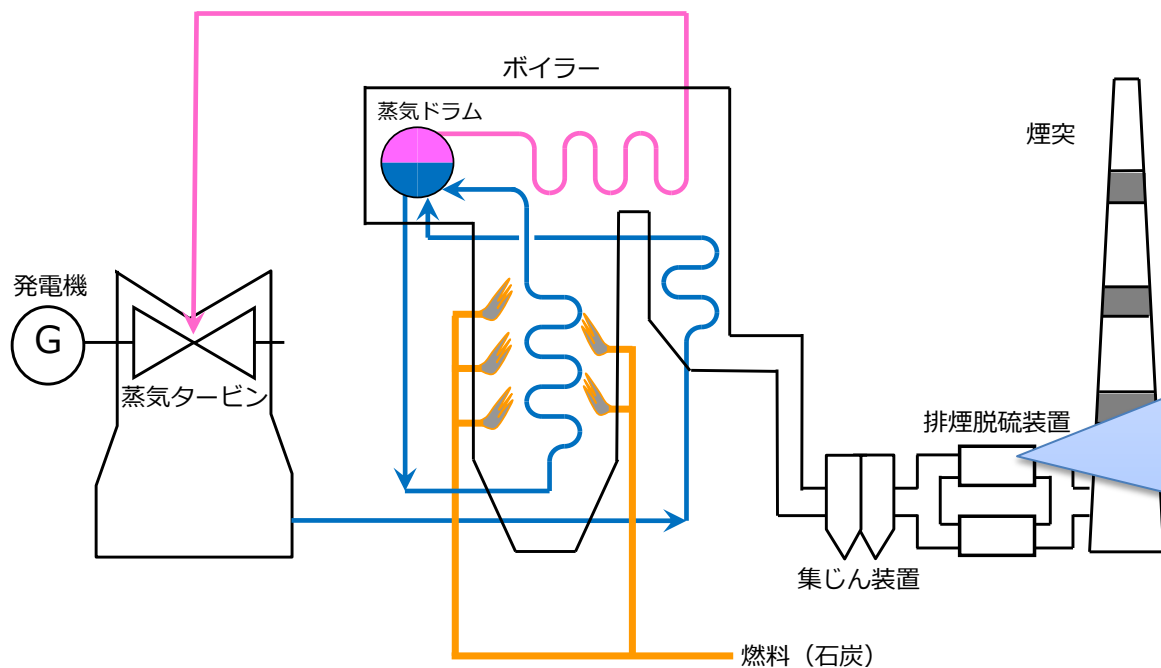 ボイラー
蒸気ドラム
煙突
発電機
G
蒸気タービン
排煙脱硫装置
集じん装置
燃料（石炭）